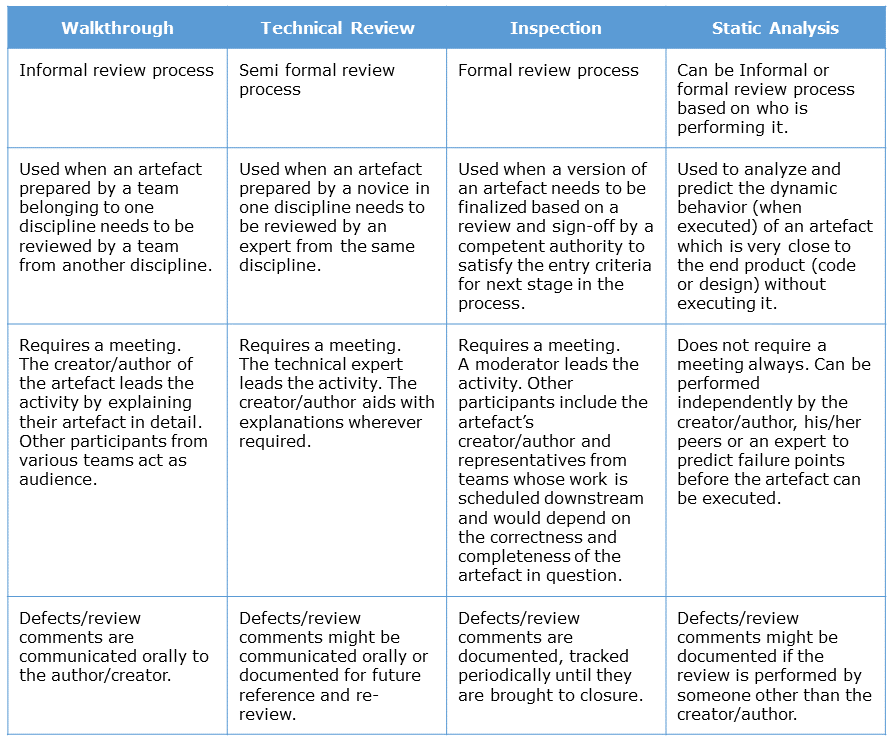 Walkthrough
Technical Review
Inspection
Static Analysis
Informal review process
Semi formal review
process
Formal review process
Can be Informal or
formal review process
based on who is
performing it.
Used when an artefact
prepared by a team
belonging to one
discipline needs to be
reviewed by a team
from another discipline.
Used when an artefact
prepared by a novice in
one discipline needs to
be reviewed by an
expert from the same
discipline.
Used when a version of
an artefact needs to be
finalized based on a
review and sign-off by a
competent authority to
satisfy the entry criteria
for next stage in the
process.
Used to analyze and
predict the dynamic
behavior (when
executed) of an artefact
which is very close to
the end product (code
or design) without
executing it.
Requires a meeting.
The creator/author of
the artefact leads the
activity by explaining
their artefact in detail.
Other participants from
various teams act as
audience.
Requires a meeting.
The technical expert
leads the activity. The
creator/author aids with
explanations wherever
required.
Requires a meeting.
A moderator leads the
activity. Other
participants include the
artefact’s
creator/author and
representatives from
teams whose work is
scheduled downstream
and would depend on
the correctness and
completeness of the
artefact in question.
Does not require a
meeting always. Can be
performed
independently by the
creator/author, his/her
peers or an expert to
predict failure points
before the artefact can
be executed.
Defects/review
comments are
communicated orally to
the author/creator.
Defects/review
comments might be
communicated orally or
documented for future
reference and re-
review.
Defects/review
comments are
documented, tracked
periodically until they
are brought to closure.
Defects/review
comments might be
documented if the
review is performed by
someone other than the
creator/author.